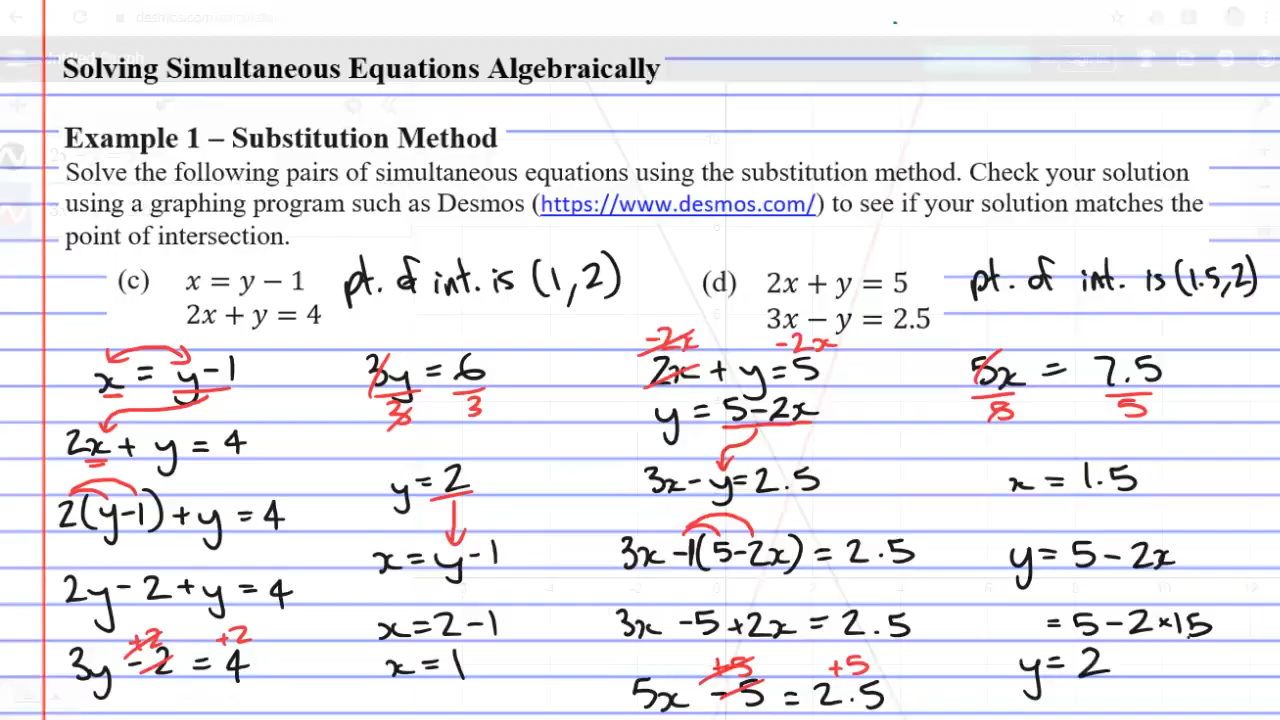 Solving Simultaneous Equations Algebraically
Example 1 – Substitution Method
Solve the following pairs of simultaneous equations using the substitution method. Check your solution
using a graphing program such as Desmos (https://www.desmos.com/) to see if your solution matches the
point of intersection.
(c) x = y − 1
2x + y = 4
pt. of int. is (1, 2)
x = y − 1
2x + y = 4
2(y − 1) + y = 4
2y − 2 + y = 4
+2 +2
3y − 2 = 4
3y = 6
3 3
y = 2
x = y − 1
x = 2 − 1
x = 1
(d) 2x + y = 5
3x − y = 2.5
pt. of int. is (1.5, 2)
−2x −2x
2x + y = 5
y = 5 − 2x
3x − y = 2.5
3x − 1(5 − 2x) = 2.5
3x − 5 + 2x = 2.5
+5 +5
5x − 5 = 2.5
5x = 7.5
5 5
x = 1.5
y = 5 − 2x
= 5 − 2 × 1.5
y = 2